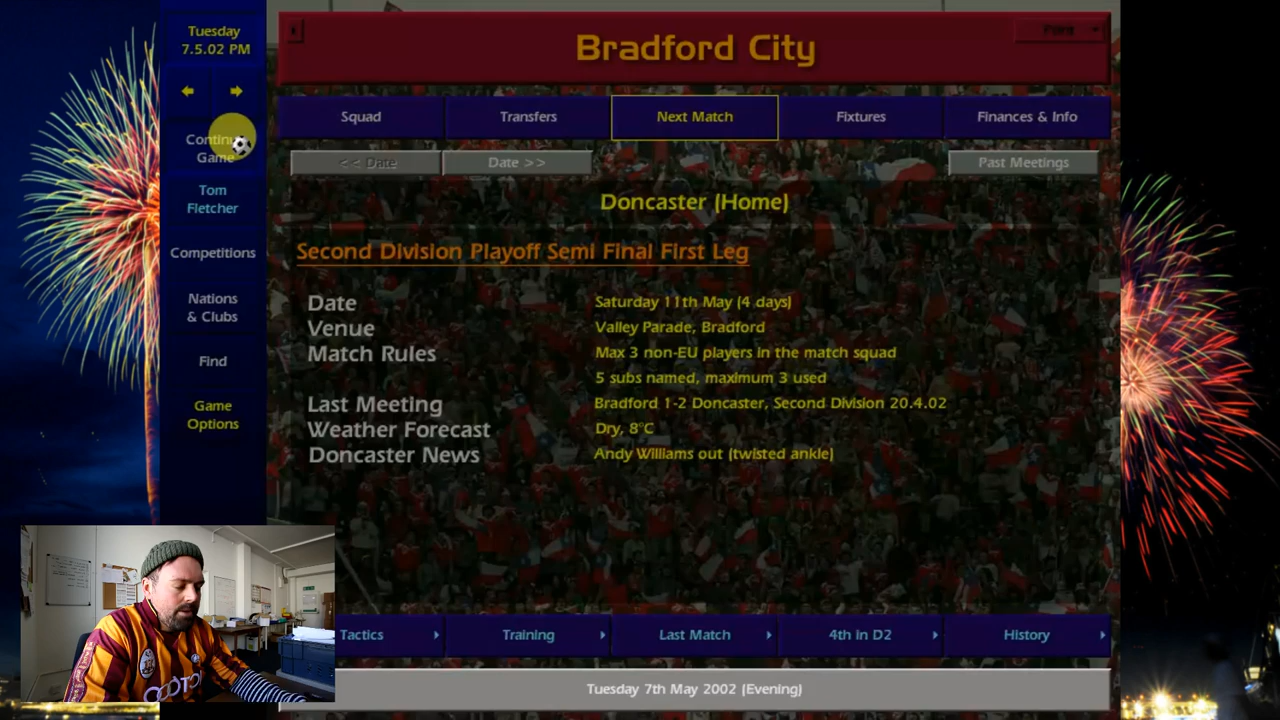 Tuesday
7.5.02 PM
Continue
Game
Tom
Fletcher
Competitions
Nations
& Clubs
Find
Game
Options
Bradford City
Squad
Transfers
Next Match
Fixtures
Finances & Info
<< Date
Date >>
Past Meetings
Doncaster (Home)
Second Division Playoff Semi Final First Leg
Date Saturday 11th May (4 days)
Venue Valley Parade, Bradford
Match Rules Max 3 non-EU players in the match squad
5 subs named, maximum 3 used
Last Meeting Bradford 1-2 Doncaster, Second Division 20.4.02
Weather Forecast Dry, 8°C
Doncaster News Andy Williams out (twisted ankle)
Tactics
Training
Last Match
4th in D2
History
Tuesday 7th May 2002 (Evening)